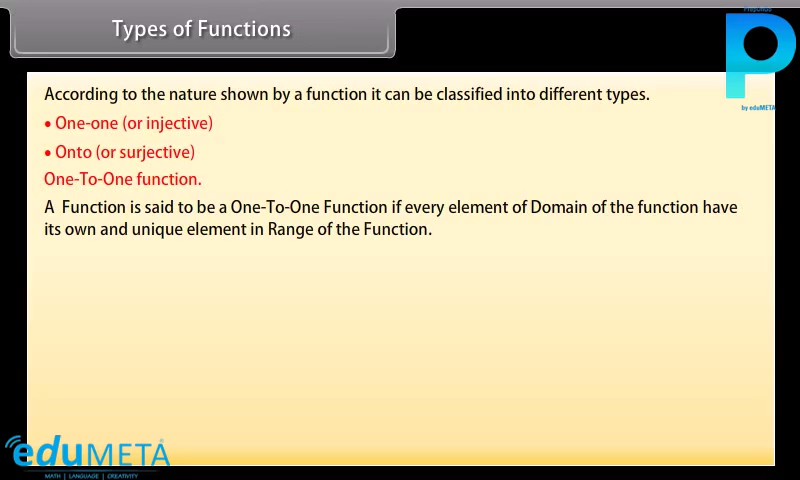 Types of Functions
by eduMETA
According to the nature shown by a function it can be classified into different types.
• One-one (or injective)
• Onto (or surjective)
One-To-One function.
A Function is said to be a One-To-One Function if every element of Domain of the function have
its own and unique element in Range of the Function.
eduMETA
MATH | LANGUAGE | CREATIVITY